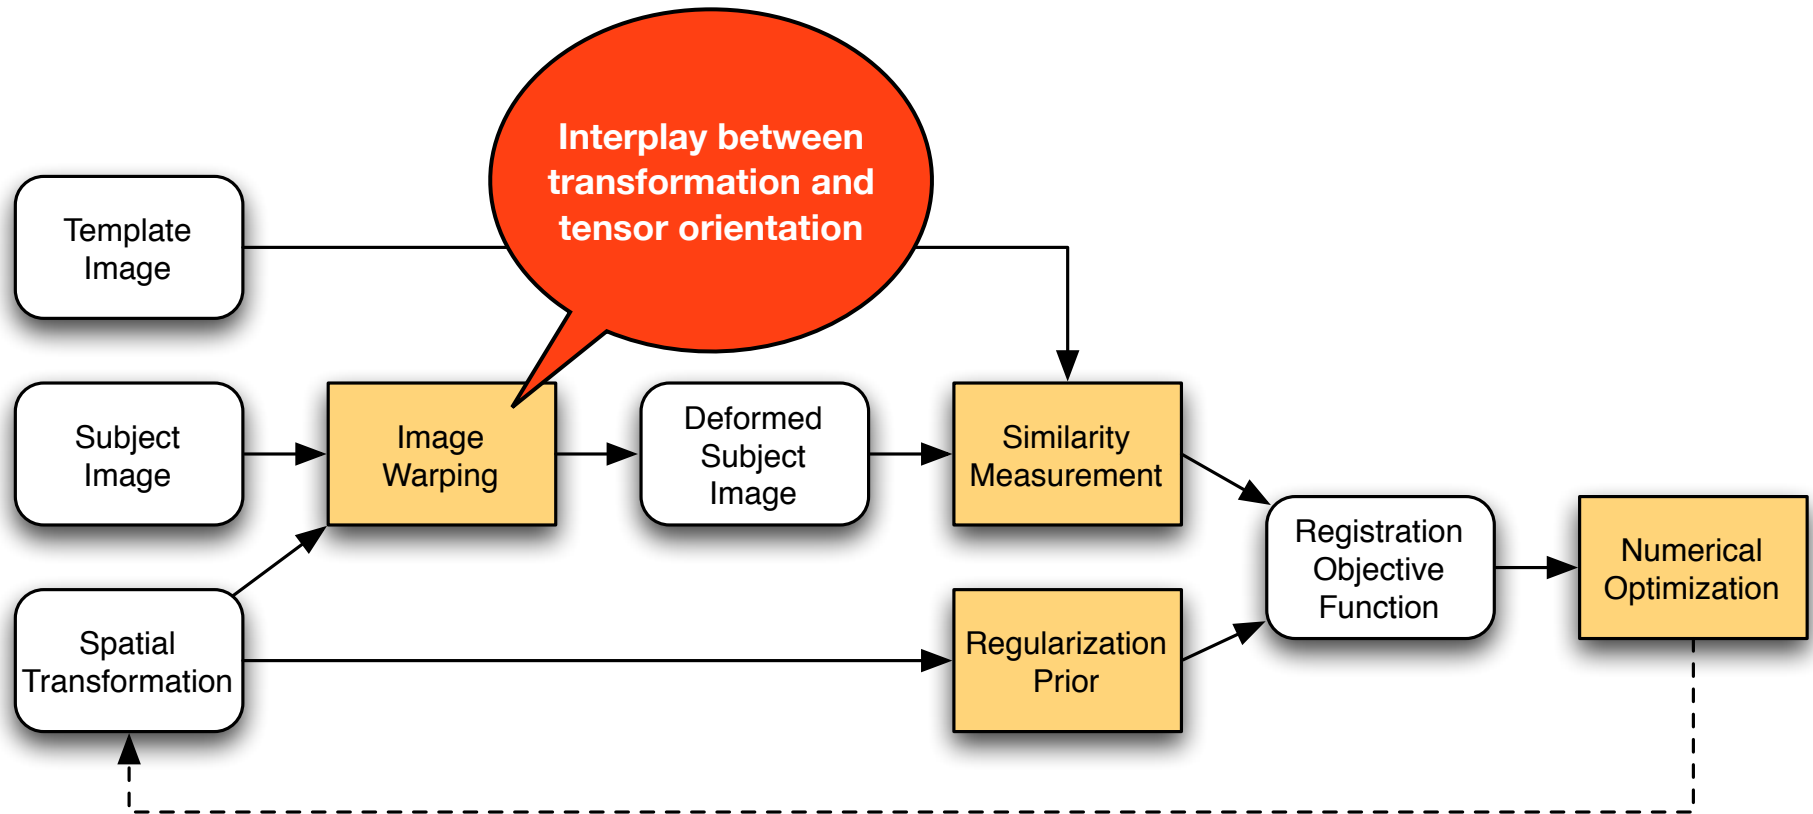 Interplay between
transformation and
tensor orientation
Template
Image
Subject
Image
Image
Warping
Deformed
Subject
Image
Similarity
Measurement
Registration
Objective
Function
Numerical
Optimization
Spatial
Transformation
Regularization
Prior